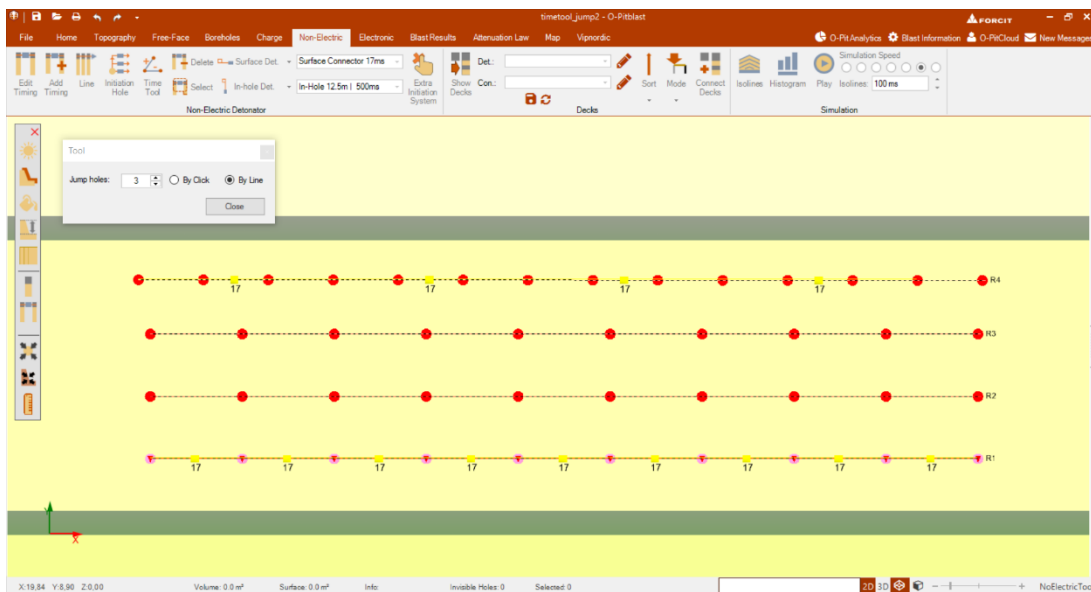 timetool_jump2 - O-Pitblast
FORCIT
File Home Topography Free-Face Boreholes Charge Non-Electric Electronic Blast Results Attenuation Law Map Vipnordic O-PitAnalytics Blast Information O-PitCloud New Messages
Edit Timing
Add Timing
Line
Initiation Hole
Time Tool
Delete
Surface Det.
Surface Connector 17ms
Select
In-hole Det.
In-Hole 12.5m | 500ms
Extra Initiation System
Non-Electric Detonator
Show Decks
Det.:
Con.:
Sort
Mode
Connect Decks
Decks
Isolines
Histogram
Play
Simulation Speed
Isolines: 100 ms
Simulation
Tool
Jump holes: 3 By Click By Line
Close
R4
17 17 17 17
R3
R2
R1
17 17 17 17 17 17 17 17 17
Y
X
X:19,84 Y:8,90 Z:0,00 Volume: 0.0 m³ Surface: 0.0 m² Info: Invisible Holes: 0 Selected: 0 2D 3D NoElectricToo